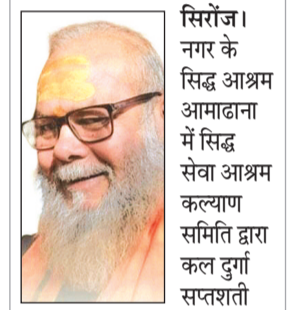 सिरोंज।
नगर के
सिद्ध आश्रम
आमाढाना
में सिद्ध
सेवा आश्रम
कल्याण
समिति द्वारा
कल दुर्गा
सप्तशती